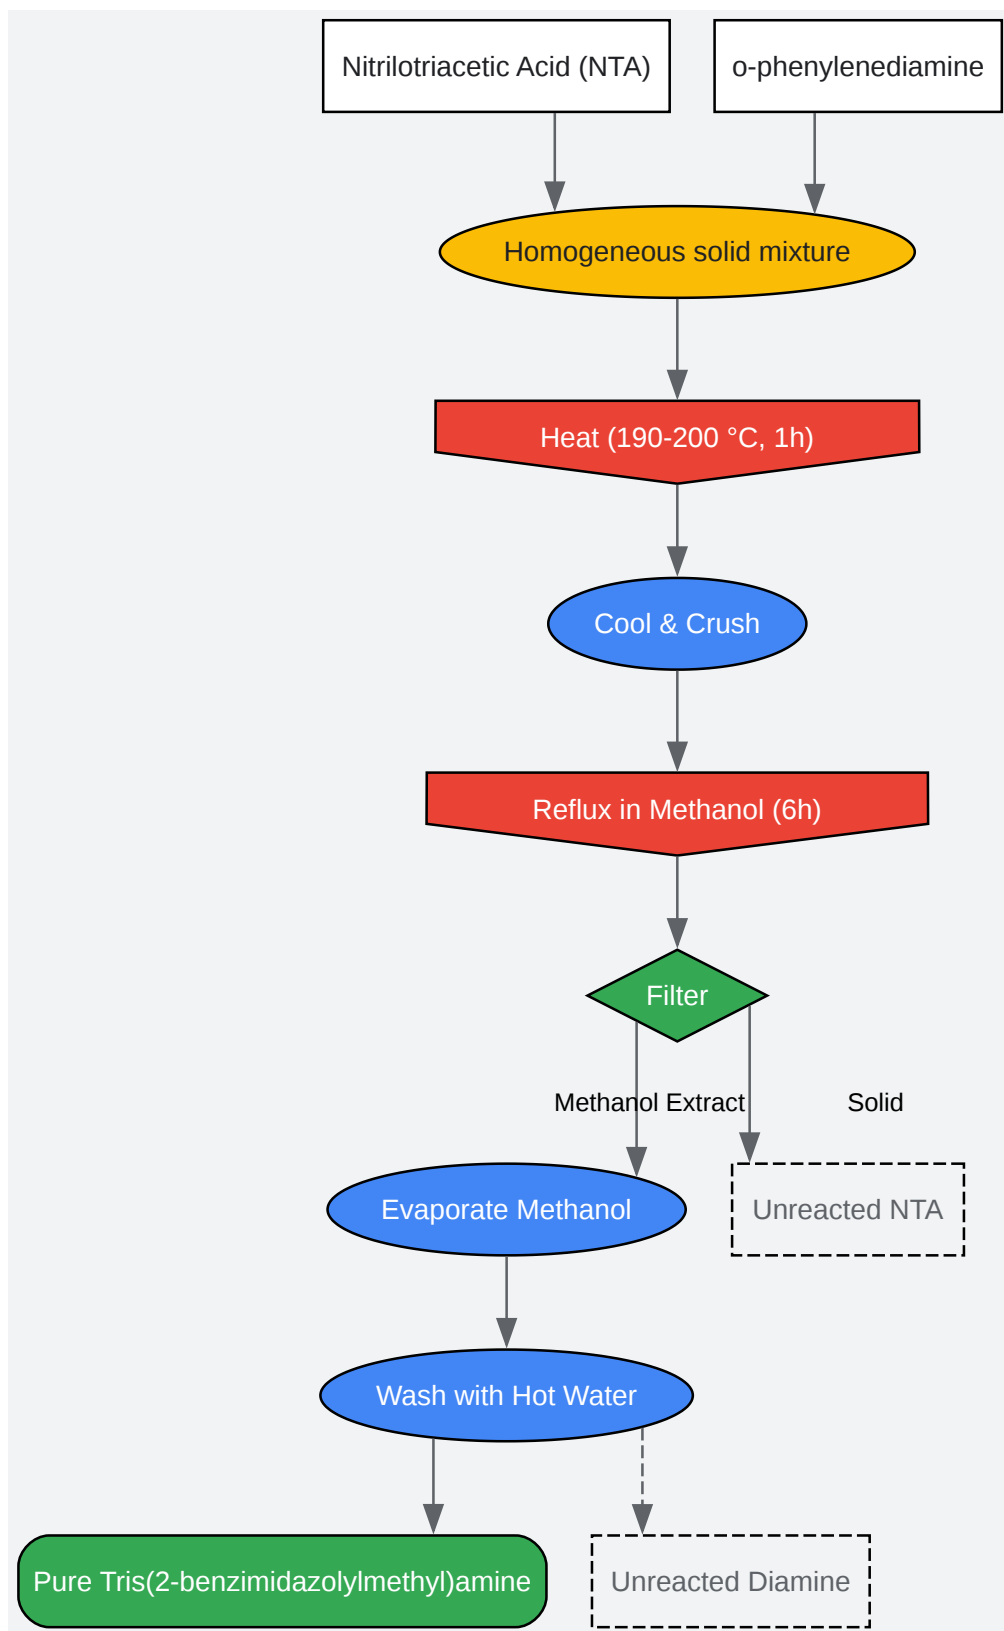 Nitrilotriacetic Acid (NTA)
o-phenylenediamine
Homogeneous solid mixture
Heat (190-200 °C, 1h)
Cool & Crush
Reflux in Methanol (6h)
Filter
Methanol Extract
Solid
Evaporate Methanol
Unreacted NTA
Wash with Hot Water
Pure Tris(2-benzimidazolylmethyl)amine
Unreacted Diamine